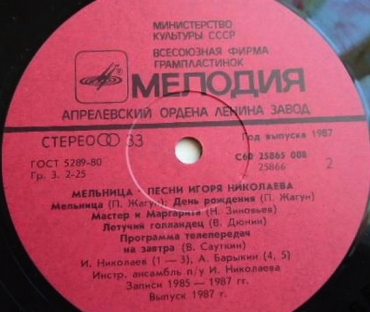 МИНИСТЕРСТВО
КУЛЬТУРЫ СССР
ВСЕСОЮЗНАЯ ФИРМА
ГРАМПЛАСТИНОК
МЕЛОДИЯ
АПРЕЛЕВСКИЙ ОРДЕНА ЛЕНИНА ЗАВОД
СТЕРЕО 33
Год выпуска 1987
ГОСТ 5289-80
С60 25865 008
Гр. 3. 2-25
25866
2
МЕЛЬНИЦА · ПЕСНИ ИГОРЯ НИКОЛАЕВА
Мельница (П. Жагун); День рождения (П. Жагун)
Мастер и Маргарита (Н. Зиновьев)
Летучий голландец (В. Дюнин)
Программа телепередач
на завтра (В. Сауткин)
И. Николаев (1 — 3), А. Барыкин (4, 5)
Инстр. ансамбль п/у И. Николаева
Записи 1985 — 1987 гг.
Выпуск 1987 г.